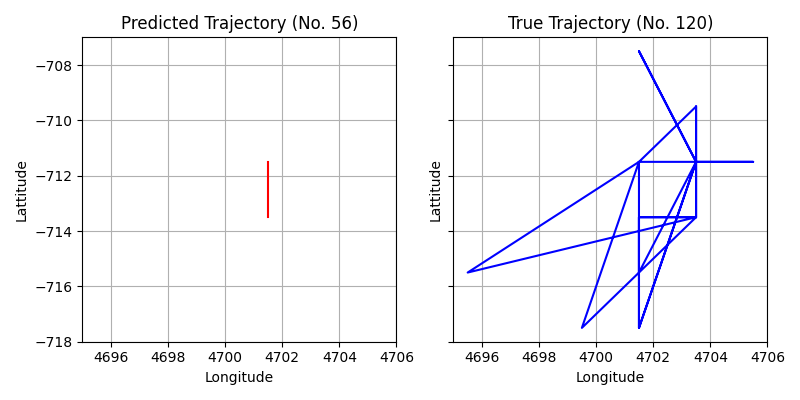 Predicted Trajectory (No. 56)
True Trajectory (No. 120)
−708
−710
−712
−714
−716
−718
Lattitude
Lattitude
4696 4698 4700 4702 4704 4706
4696 4698 4700 4702 4704 4706
Longitude
Longitude